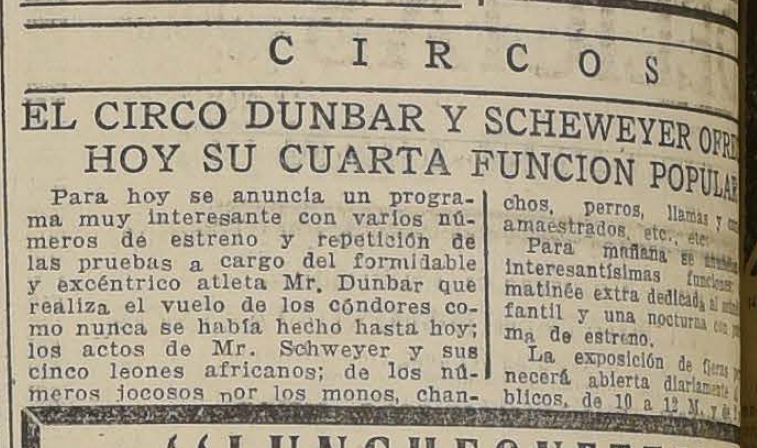 CIRCOS
EL CIRCO DUNBAR Y SCHEWEYER
HOY SU CUARTA FUNCION POPULAR
Para hoy se anuncia un progra-
ma muy interesante con varios nú-
meros de estreno y repetición de
las pruebas a cargo del formidable
y excéntrico atleta Mr. Dunbar que
realiza el vuelo de los cóndores co-
mo nunca se había hecho hasta hoy;
los actos de Mr. Schweyer y sus
cinco leones africanos; de los nú-
meros jocosos por los monos, chan-
chos, perros, llamas y
amaestrados, etc., etc.
Para mañana se
interesantísimas funciones
matinée extra dedicada al
fantil y una nocturna con
ma de estreno.
La exposición de fieras
necerá abierta diariamente
blicos, de 10 a 12 M. y de